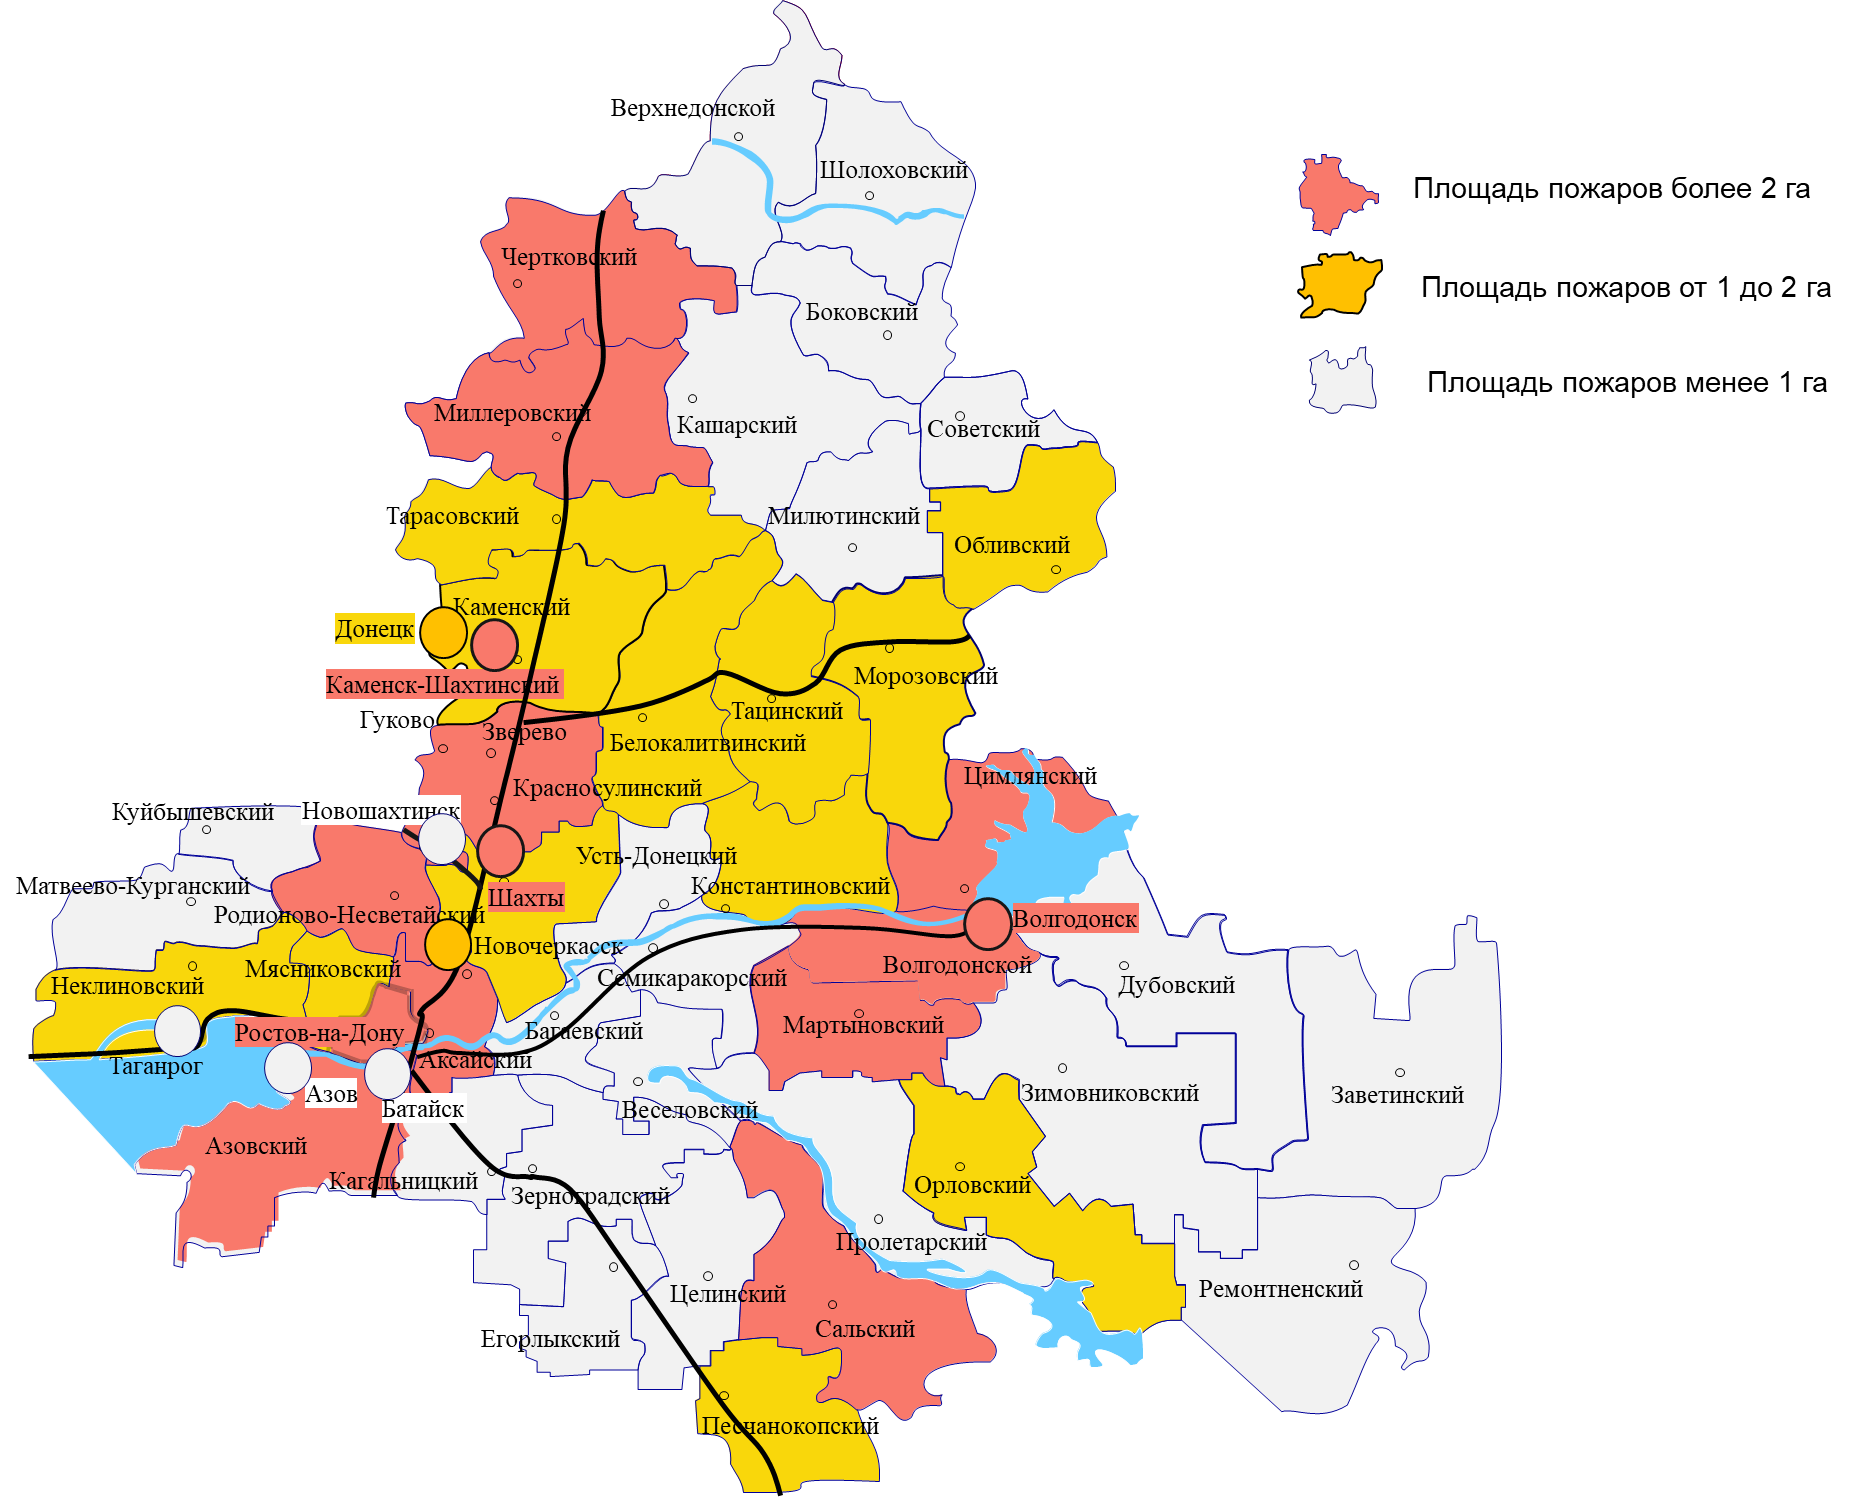 Верхнедонской
Шолоховский
Площадь пожаров более 2 га
Чертковский
Площадь пожаров от 1 до 2 га
Боковский
Площадь пожаров менее 1 га
Миллеровский
Кашарский
Советский
Тарасовский
Милютинский
Обливский
Каменский
Донецк
Каменск-Шахтинский
Морозовский
Гуково
Тацинский
Зверево
Белокалитвинский
Цимлянский
Красносулинский
Куйбышевский
Новошахтинск
Усть-Донецкий
Матвеево-Курганский
Константиновский
Шахты
Родионово-Несветайский
Волгодонск
Новочеркасск
Мясниковский
Волгодонской
Семикаракорский
Неклиновский
Дубовский
Мартыновский
Ростов-на-Дону
Багаевский
Таганрог
Аксайский
Азов
Зимовниковский
Заветинский
Батайск
Веселовский
Азовский
Кагальницкий
Орловский
Зерноградский
Пролетарский
Целинский
Ремонтненский
Сальский
Егорлыкский
Песчанокопский